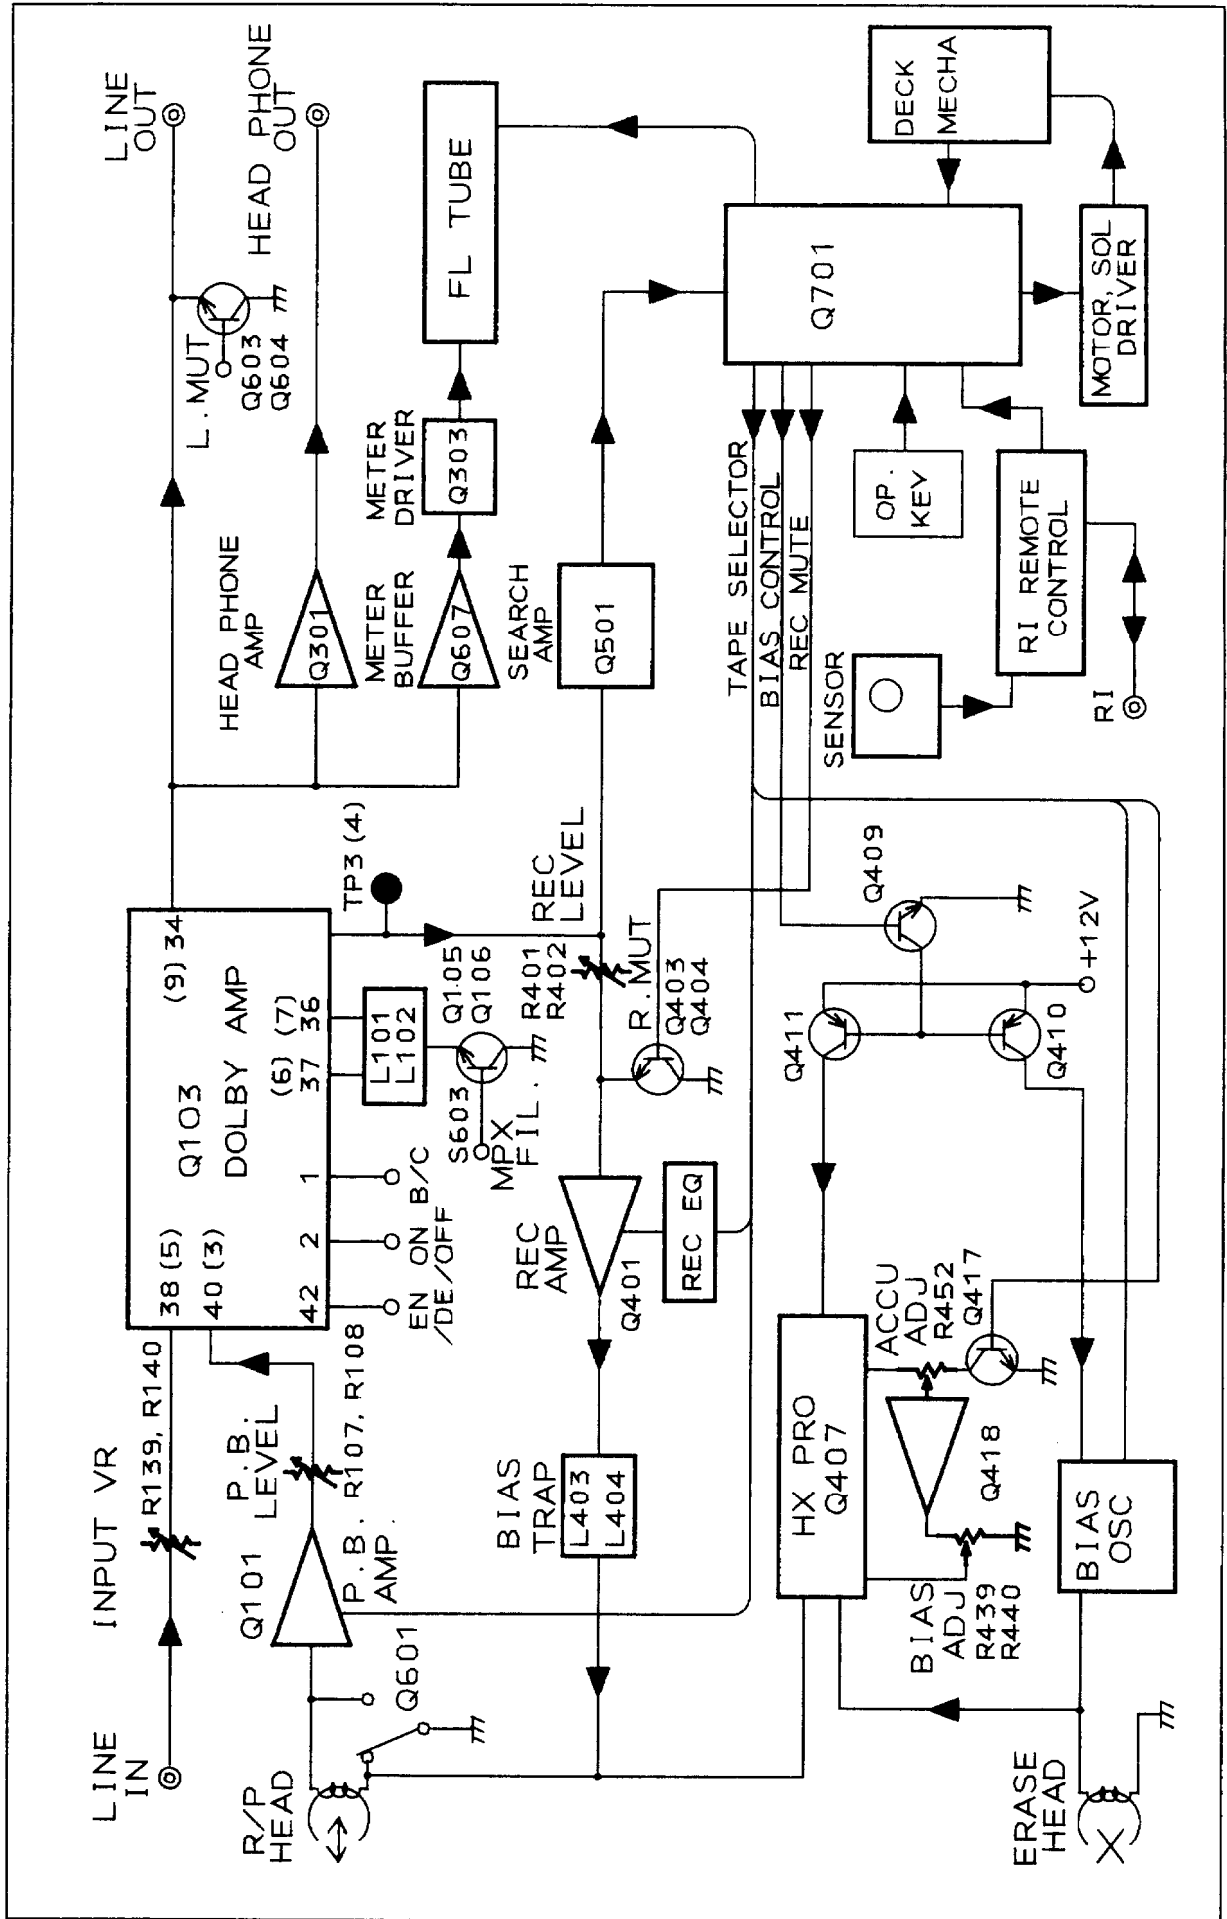 LINE
IN
INPUT VR
R139, R140
R/P
HEAD
Q101
P.B.
AMP.
P.B.
LEVEL
R107, R108
Q601
38(5)
40(3)
Q103
DOLBY AMP
(9)34
42
2
1
(6)
37
(7)
36
EN
/DE/OFF
ON
B/C
L101
L102
Q105
Q106
S603
MPX
FIL.
TP3(4)
LINE
OUT
L.MUT
Q603
Q604
HEAD PHONE
OUT
HEAD PHONE
AMP
Q301
METER
BUFFER
Q607
METER
DRIVER
Q303
FL TUBE
SEARCH
AMP
Q501
REC
LEVEL
R401
R402
R.MUT
Q403
Q404
REC
AMP
Q401
REC EQ
BIAS
TRAP
L403
L404
TAPE SELECTOR
BIAS CONTROL
REC MUTE
Q701
DECK
MECHA
MOTOR, SOL
DRIVER
OP.
KEY
RI REMOTE
CONTROL
SENSOR
RI
Q409
Q411
Q410
+12V
HX PRO
Q407
ACCU
ADJ
R452
Q417
Q418
BIAS
ADJ
R439
R440
BIAS
OSC
ERASE
HEAD